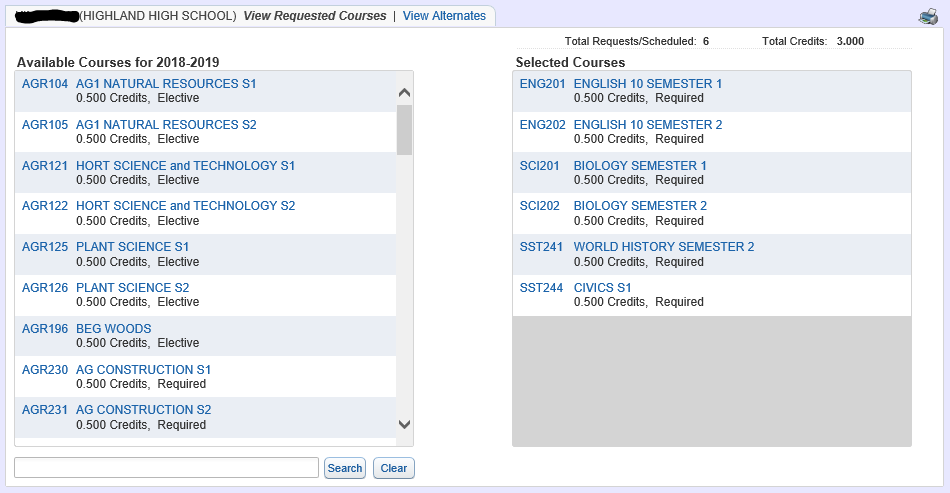 (HIGHLAND HIGH SCHOOL) View Requested Courses | View Alternates
Total Requests/Scheduled: 6 Total Credits: 3.000
Available Courses for 2018-2019
AGR104 AG1 NATURAL RESOURCES S1
0.500 Credits, Elective
AGR105 AG1 NATURAL RESOURCES S2
0.500 Credits, Elective
AGR121 HORT SCIENCE and TECHNOLOGY S1
0.500 Credits, Elective
AGR122 HORT SCIENCE and TECHNOLOGY S2
0.500 Credits, Elective
AGR125 PLANT SCIENCE S1
0.500 Credits, Elective
AGR126 PLANT SCIENCE S2
0.500 Credits, Elective
AGR196 BEG WOODS
0.500 Credits, Elective
AGR230 AG CONSTRUCTION S1
0.500 Credits, Required
AGR231 AG CONSTRUCTION S2
0.500 Credits, Required
Search Clear
Selected Courses
ENG201 ENGLISH 10 SEMESTER 1
0.500 Credits, Required
ENG202 ENGLISH 10 SEMESTER 2
0.500 Credits, Required
SCI201 BIOLOGY SEMESTER 1
0.500 Credits, Required
SCI202 BIOLOGY SEMESTER 2
0.500 Credits, Required
SST241 WORLD HISTORY SEMESTER 2
0.500 Credits, Required
SST244 CIVICS S1
0.500 Credits, Required